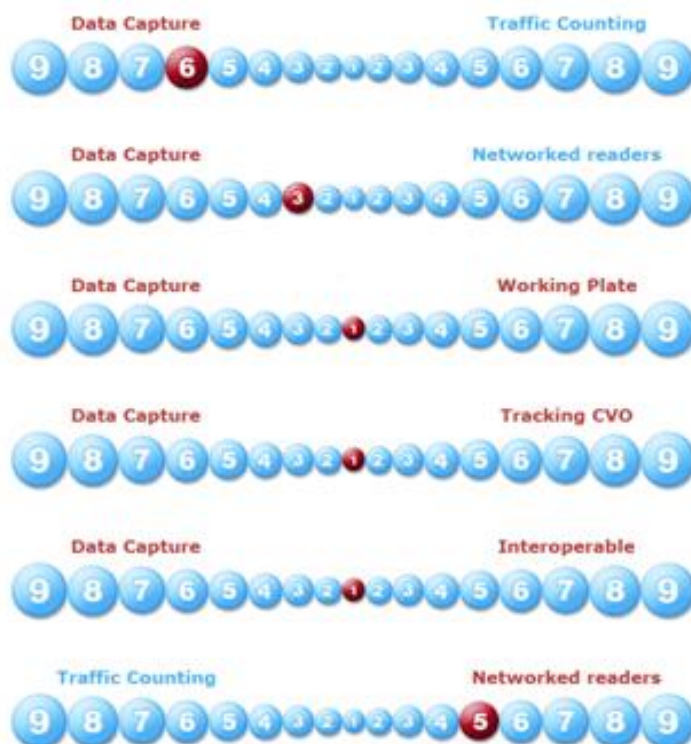 Data Capture Traffic Counting
9 8 7 6 5 4 3 2 1 2 3 4 5 6 7 8 9
Data Capture Networked readers
9 8 7 6 5 4 3 2 1 2 3 4 5 6 7 8 9
Data Capture Working Plate
9 8 7 6 5 4 3 2 1 2 3 4 5 6 7 8 9
Data Capture Tracking CVO
9 8 7 6 5 4 3 2 1 2 3 4 5 6 7 8 9
Data Capture Interoperable
9 8 7 6 5 4 3 2 1 2 3 4 5 6 7 8 9
Traffic Counting Networked readers
9 8 7 6 5 4 3 2 1 2 3 4 5 6 7 8 9